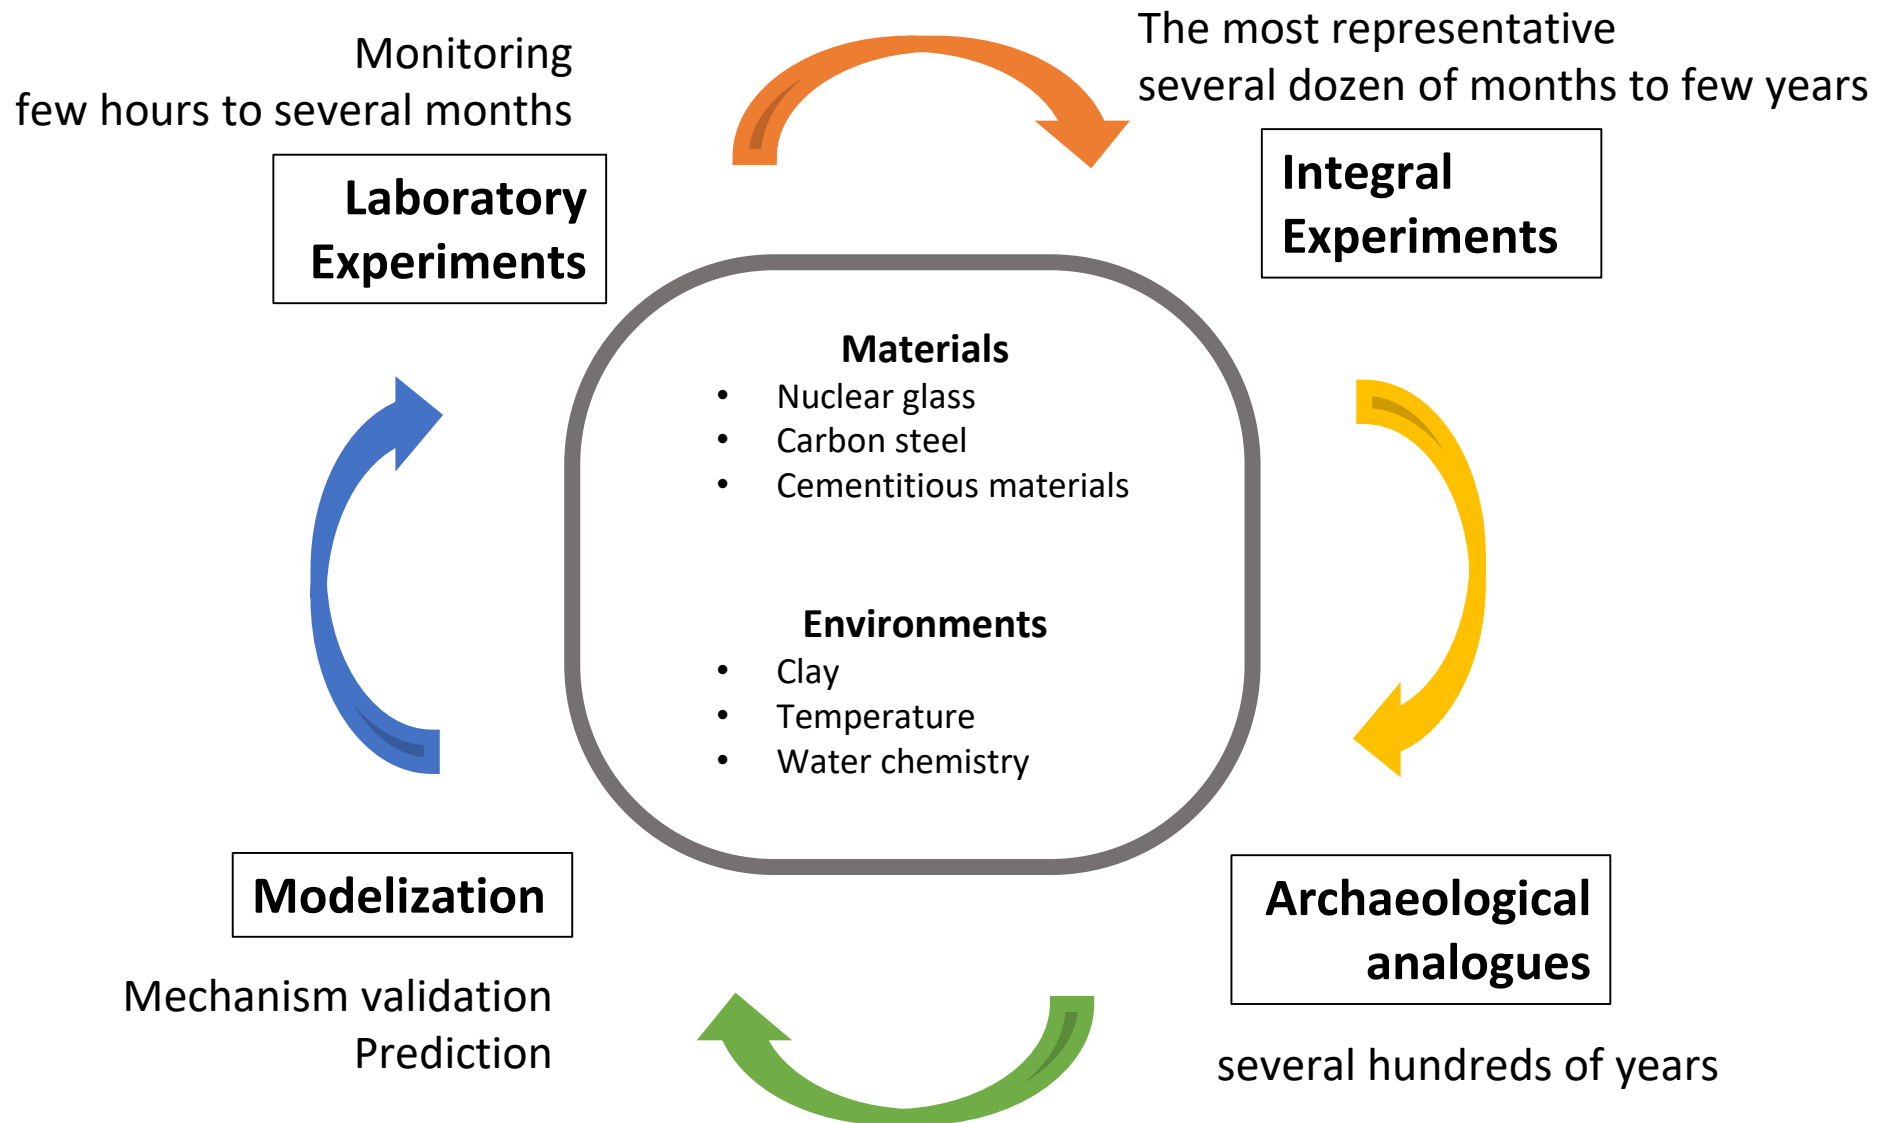 Monitoring
few hours to several months
Laboratory
Experiments
The most representative
several dozen of months to few years
Integral
Experiments
Materials
• Nuclear glass
• Carbon steel
• Cementitious materials
Environments
• Clay
• Temperature
• Water chemistry
Modelization
Mechanism validation
Prediction
Archaeological
analogues
several hundreds of years